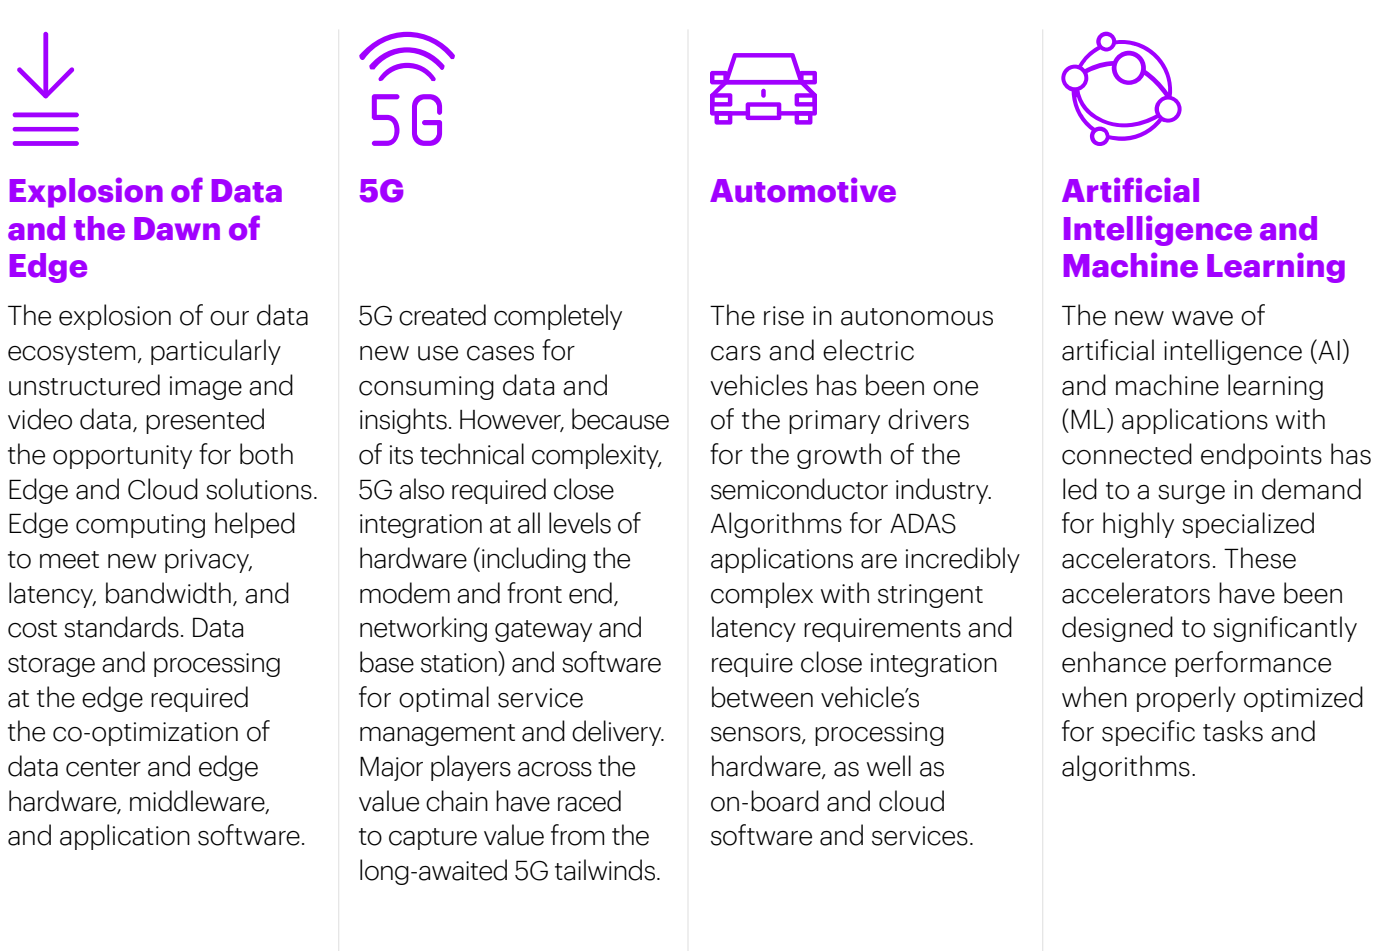 Explosion of Data
and the Dawn of
Edge
The explosion of our data
ecosystem, particularly
unstructured image and
video data, presented
the opportunity for both
Edge and Cloud solutions.
Edge computing helped
to meet new privacy,
latency, bandwidth, and
cost standards. Data
storage and processing
at the edge required
the co-optimization of
data center and edge
hardware, middleware,
and application software.
5G
5G
5G created completely
new use cases for
consuming data and
insights. However, because
of its technical complexity,
5G also required close
integration at all levels of
hardware (including the
modem and front end,
networking gateway and
base station) and software
for optimal service
management and delivery.
Major players across the
value chain have raced
to capture value from the
long-awaited 5G tailwinds.
Automotive
The rise in autonomous
cars and electric
vehicles has been one
of the primary drivers
for the growth of the
semiconductor industry.
Algorithms for ADAS
applications are incredibly
complex with stringent
latency requirements and
require close integration
between vehicle’s
sensors, processing
hardware, as well as
on-board and cloud
software and services.
Artificial
Intelligence and
Machine Learning
The new wave of
artificial intelligence (AI)
and machine learning
(ML) applications with
connected endpoints has
led to a surge in demand
for highly specialized
accelerators. These
accelerators have been
designed to significantly
enhance performance
when properly optimized
for specific tasks and
algorithms.